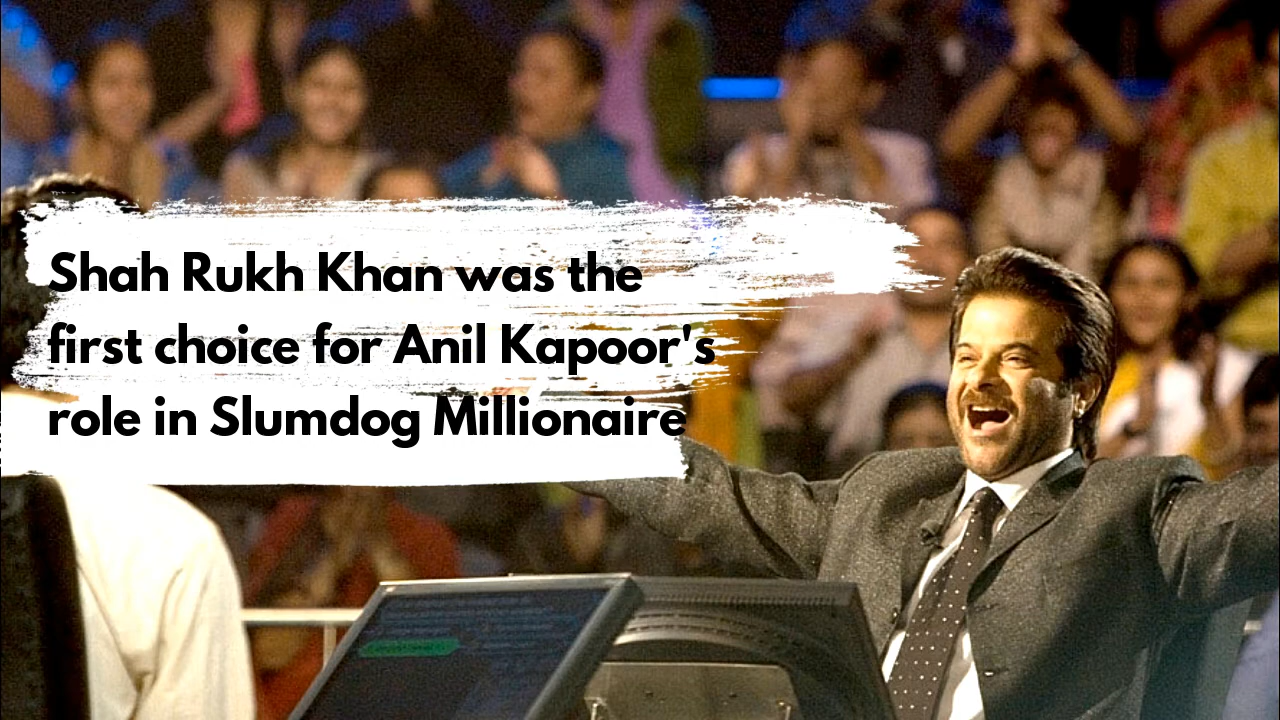 Shah Rukh Khan was the
first choice for Anil Kapoor's
role in Slumdog Millionaire